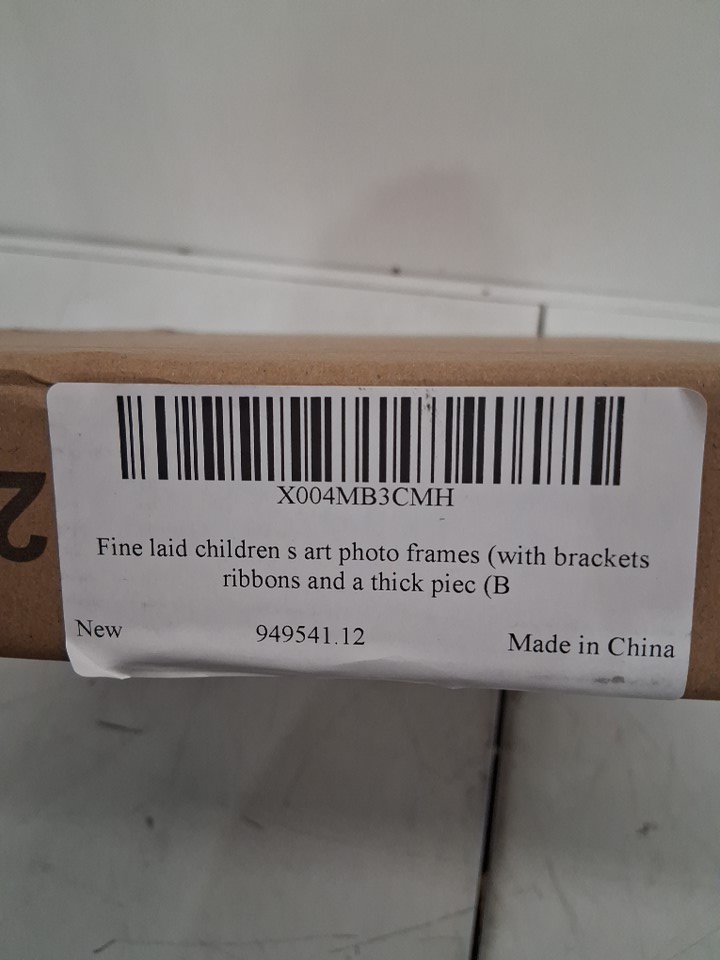 2
X004MB3CMH
Fine laid children s art photo frames (with brackets
ribbons and a thick piec (B
New 949541.12 Made in China